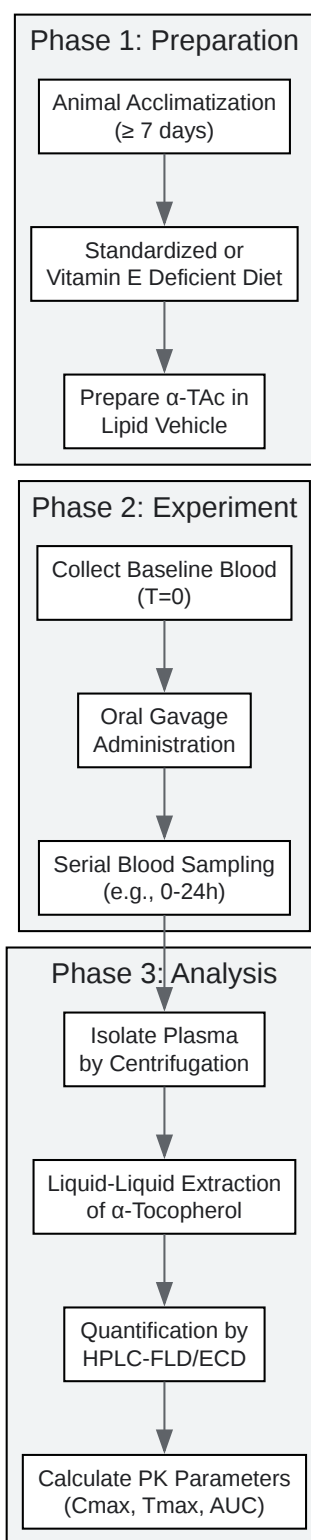 Phase 1: Preparation
Animal Acclimatization
(≥ 7 days)
Standardized or
Vitamin E Deficient Diet
Prepare α-TAc in
Lipid Vehicle
Phase 2: Experiment
Collect Baseline Blood
(T=0)
Oral Gavage
Administration
Serial Blood Sampling
(e.g., 0-24h)
Phase 3: Analysis
Isolate Plasma
by Centrifugation
Liquid-Liquid Extraction
of α-Tocopherol
Quantification by
HPLC-FLD/ECD
Calculate PK Parameters
(Cmax, Tmax, AUC)